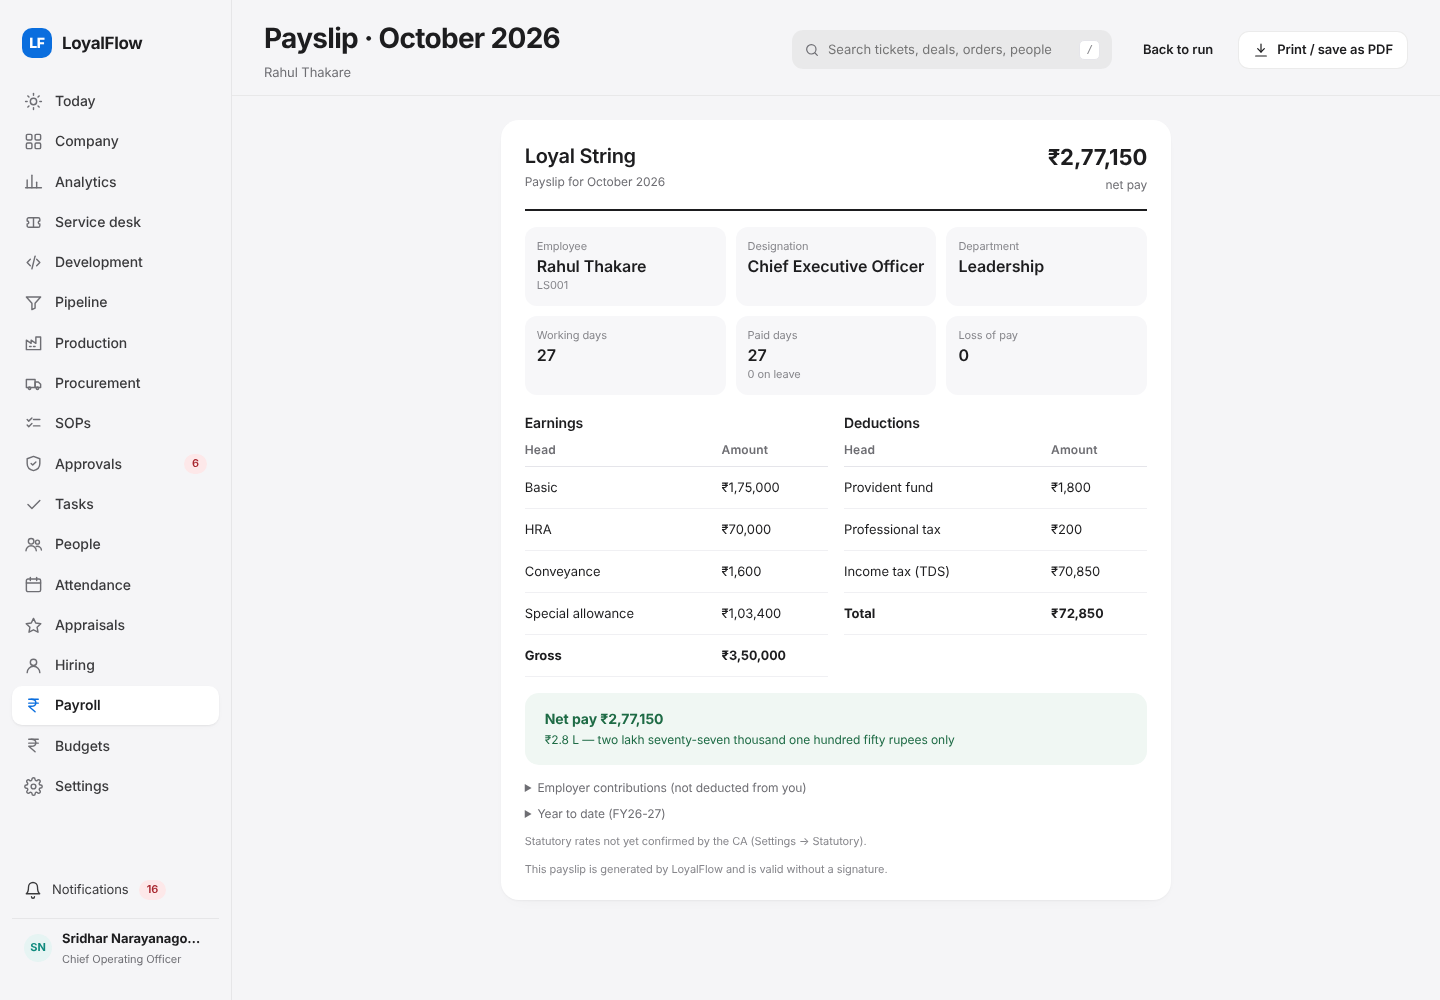 LF LoyalFlow
Today
Company
Analytics
Service desk
Development
Pipeline
Production
Procurement
SOPs
Approvals 6
Tasks
People
Attendance
Appraisals
Hiring
Payroll
Budgets
Settings
Notifications 16
SN Sridhar Narayanago...
Chief Operating Officer
Payslip · October 2026
Rahul Thakare
Search tickets, deals, orders, people /
Back to run
Print / save as PDF
Loyal String
Payslip for October 2026
₹2,77,150
net pay
Employee
Rahul Thakare
LS001
Designation
Chief Executive Officer
Department
Leadership
Working days
27
Paid days
27
0 on leave
Loss of pay
0
Earnings
Head Amount
Basic ₹1,75,000
HRA ₹70,000
Conveyance ₹1,600
Special allowance ₹1,03,400
Gross ₹3,50,000
Deductions
Head Amount
Provident fund ₹1,800
Professional tax ₹200
Income tax (TDS) ₹70,850
Total ₹72,850
Net pay ₹2,77,150
₹2.8 L — two lakh seventy-seven thousand one hundred fifty rupees only
Employer contributions (not deducted from you)
Year to date (FY26-27)
Statutory rates not yet confirmed by the CA (Settings → Statutory).
This payslip is generated by LoyalFlow and is valid without a signature.